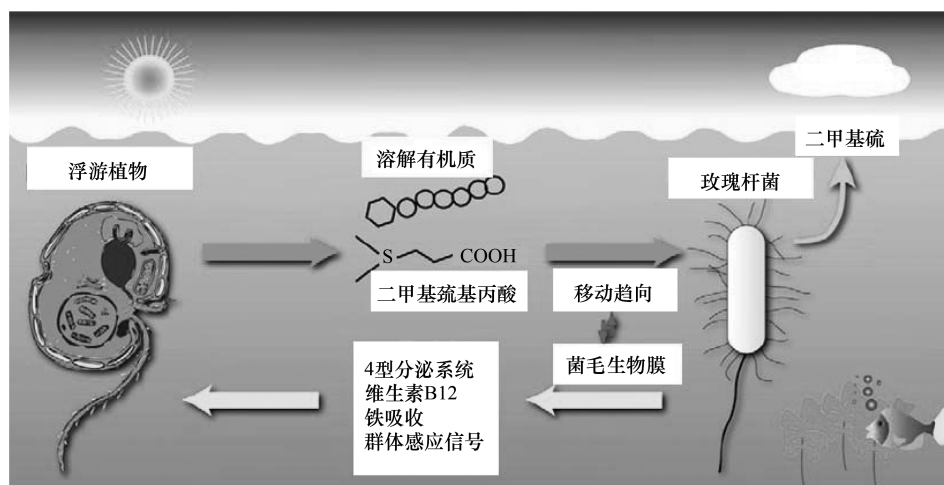 二甲基硫
浮游植物
溶解有机质
玫瑰杆菌
S
COOH
二甲基巯基丙酸
移动趋向
菌毛生物膜
4型分泌系统
维生素B12
铁吸收
群体感应信号